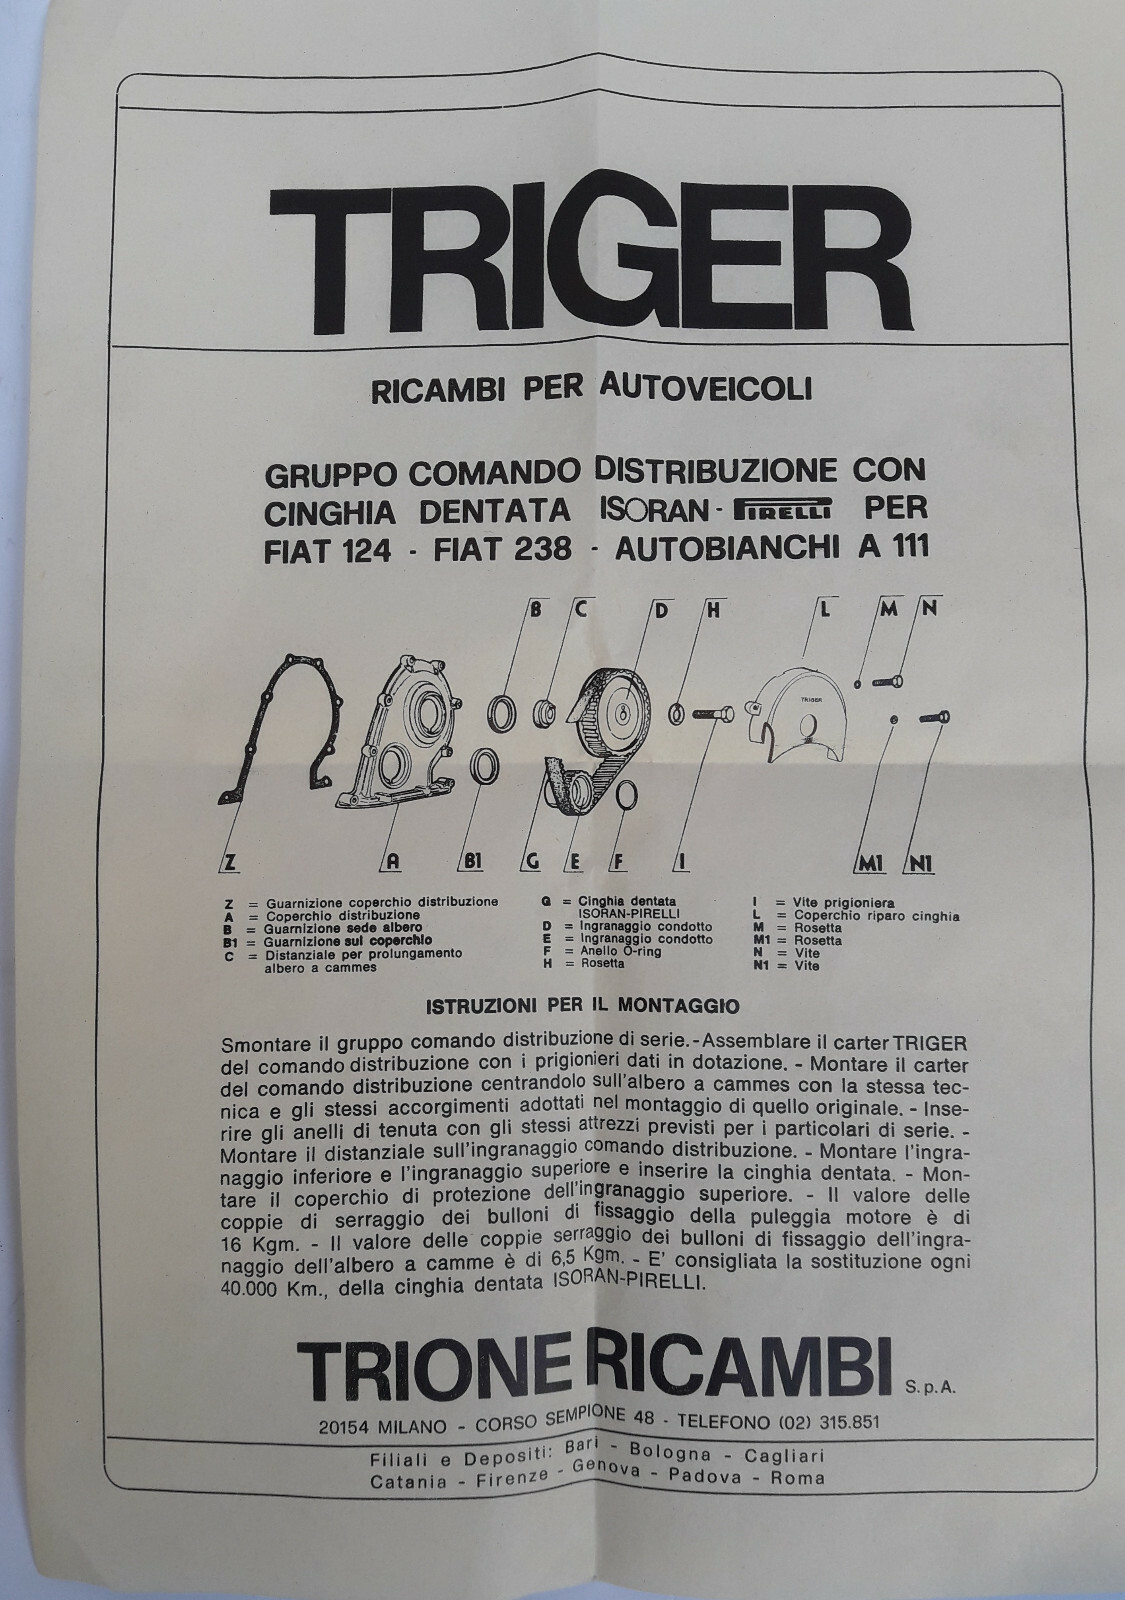 TRIGER
RICAMBI PER AUTOVEICOLI
GRUPPO COMANDO DISTRIBUZIONE CON
CINGHIA DENTATA ISORAN - PIRELLI PER
FIAT 124 - FIAT 238 - AUTOBIANCHI A 111
B C D H L M N
TRIGER
Z A B1 G E F I M1 N1
Z = Guarnizione coperchio distribuzione
A = Coperchio distribuzione
B = Guarnizione sede albero
B1 = Guarnizione sul coperchio
C = Distanziale per prolungamento
albero a cammes
G = Cinghia dentata
ISORAN-PIRELLI
D = Ingranaggio condotto
E = Ingranaggio condotto
F = Anello O-ring
H = Rosetta
I = Vite prigioniera
L = Coperchio riparo cinghia
M = Rosetta
M1 = Rosetta
N = Vite
N1 = Vite
ISTRUZIONI PER IL MONTAGGIO
Smontare il gruppo comando distribuzione di serie.-Assemblare il carter TRIGER
del comando distribuzione con i prigionieri dati in dotazione. - Montare il carter
del comando distribuzione centrandolo sull'albero a cammes con la stessa tec-
nica e gli stessi accorgimenti adottati nel montaggio di quello originale. - Inse-
rire gli anelli di tenuta con gli stessi attrezzi previsti per i particolari di serie. -
Montare il distanziale sull'ingranaggio comando distribuzione. - Montare l'ingra-
naggio inferiore e l'ingranaggio superiore e inserire la cinghia dentata. - Mon-
tare il coperchio di protezione dell'ingranaggio superiore. - Il valore delle
coppie di serraggio dei bulloni di fissaggio della puleggia motore è di
16 Kgm. - Il valore delle coppie serraggio dei bulloni di fissaggio dell'ingra-
naggio dell'albero a camme è di 6,5 Kgm. - E' consigliata la sostituzione ogni
40.000 Km., della cinghia dentata ISORAN-PIRELLI.
TRIONE RICAMBI S.p.A.
20154 MILANO - CORSO SEMPIONE 48 - TELEFONO (02) 315.851
Filiali e Depositi: Bari - Bologna - Cagliari
Catania - Firenze - Genova - Padova - Roma